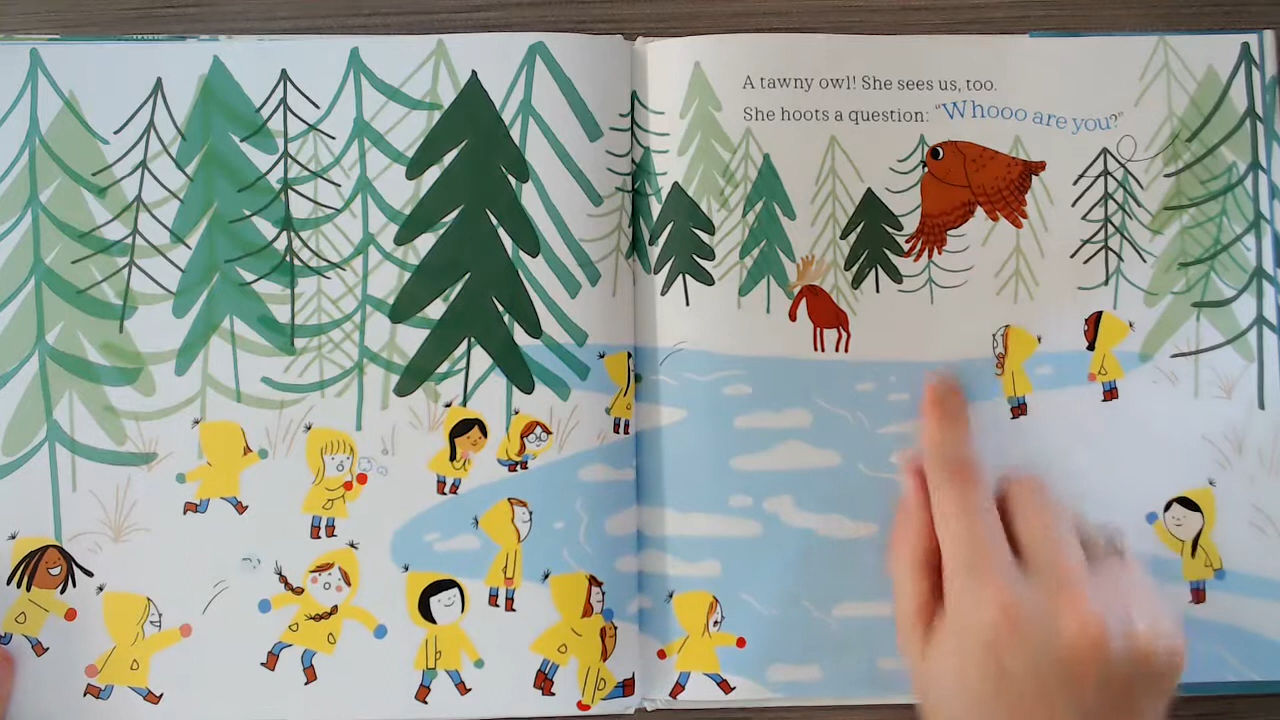 A tawny owl! She sees us, too.
She hoots a question: “Whooo are you?”